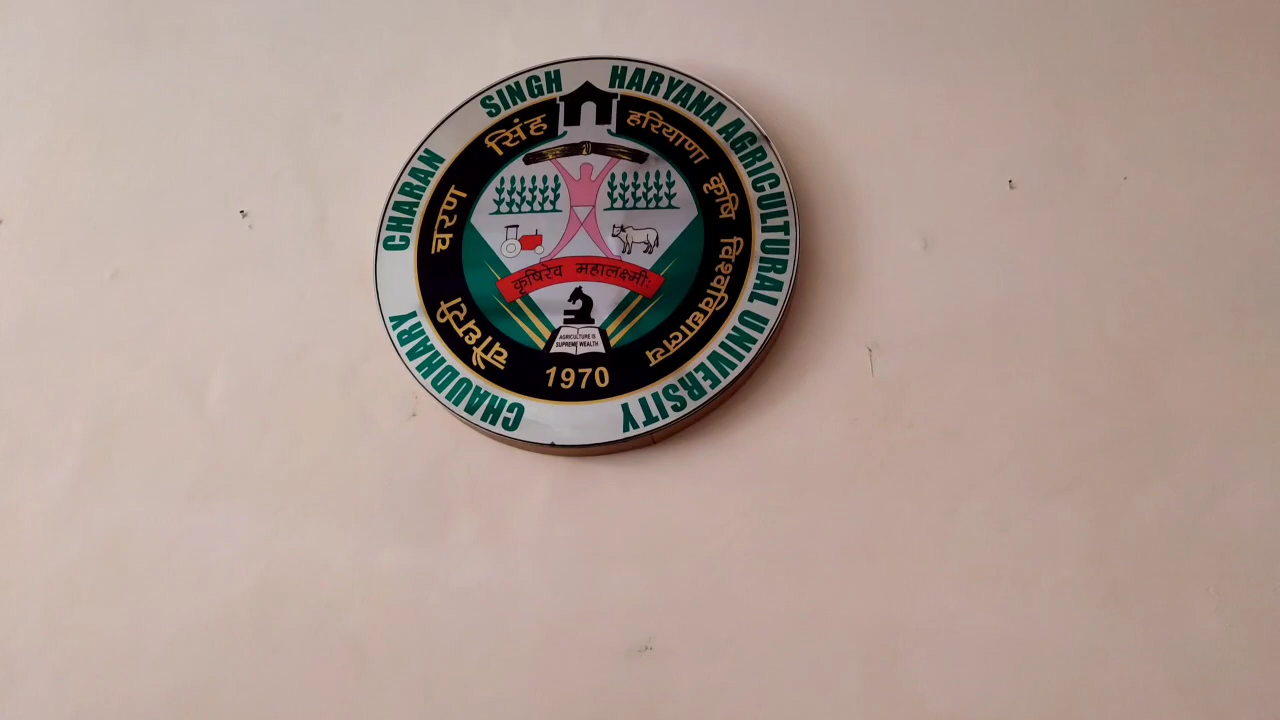 CHAUDHARY CHARAN SINGH HARYANA AGRICULTURAL UNIVERSITY
चौधरी चरण सिंह हरियाणा कृषि विश्वविद्यालय
कृषिरेव महालक्ष्मीः
AGRICULTURE IS
SUPREME WEALTH
1970